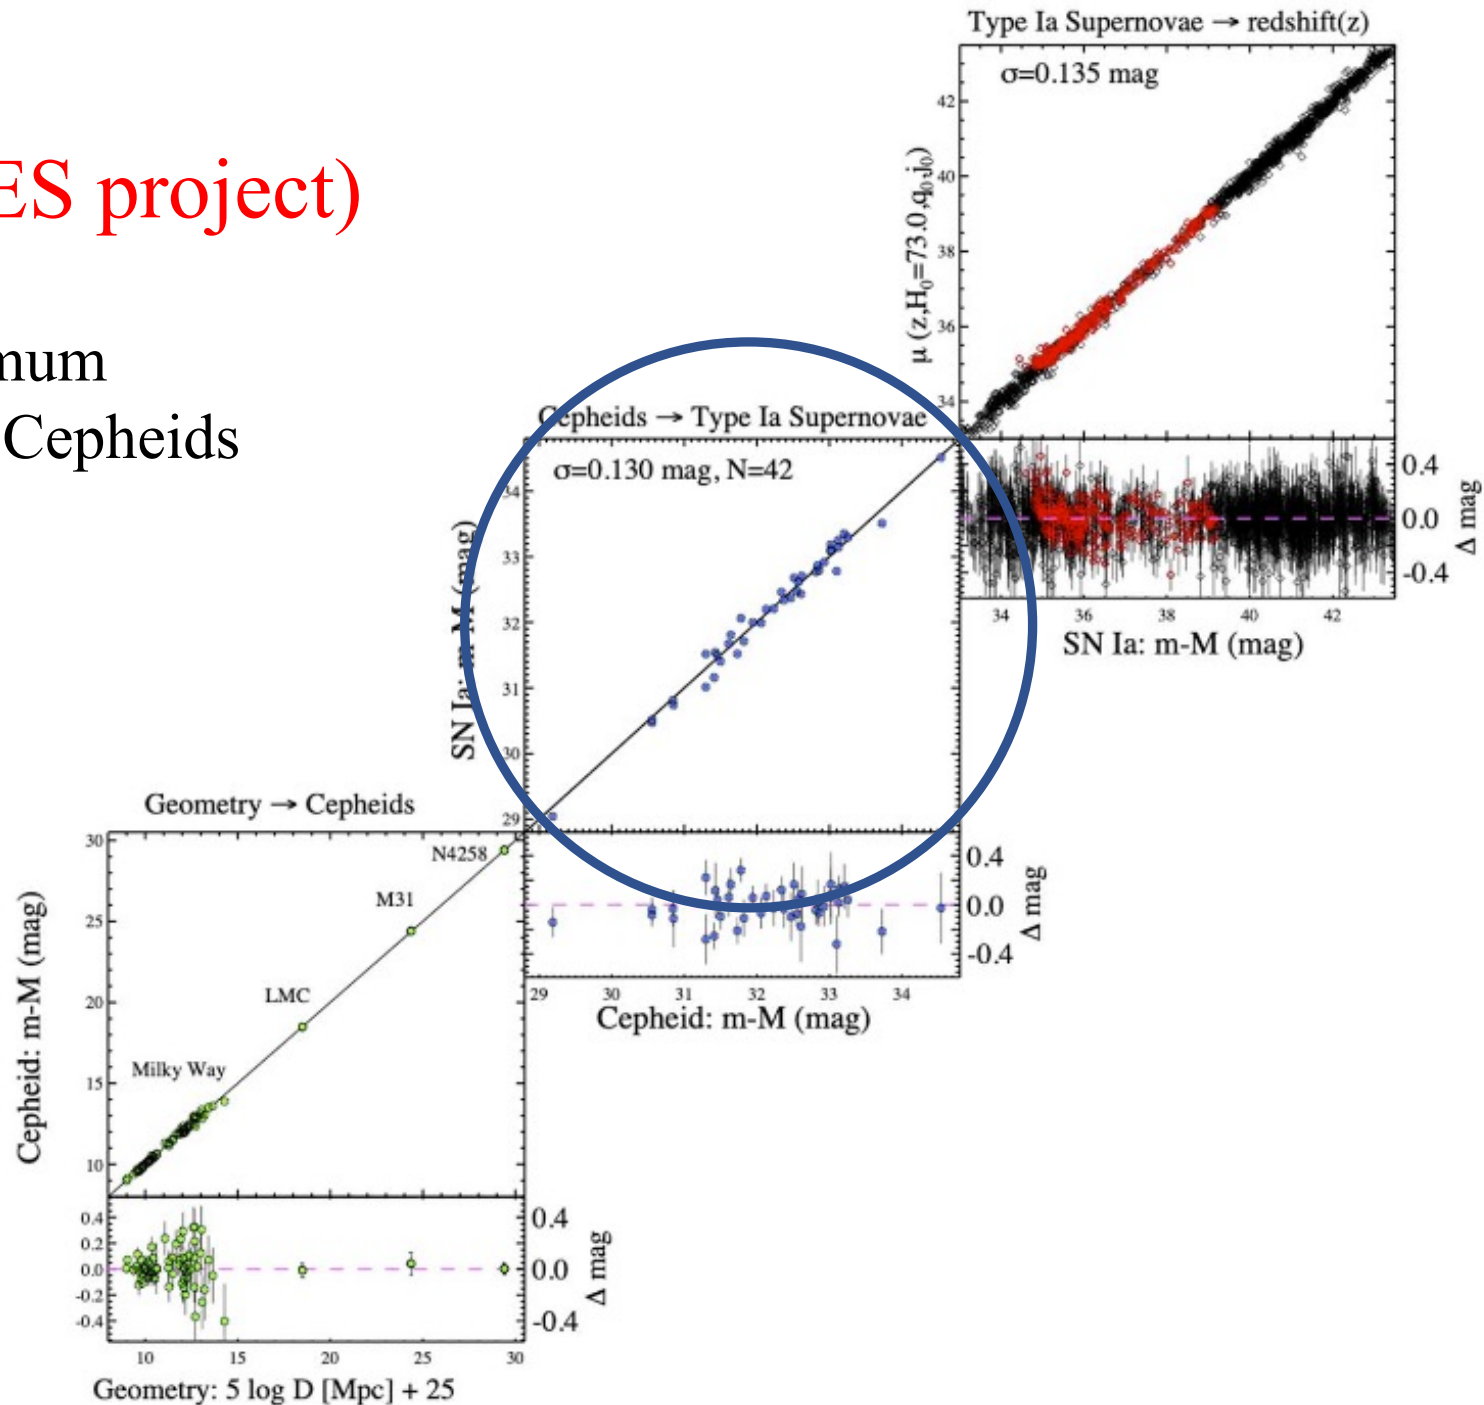 ES project)
mum
Cepheids
Type Ia Supernovae → redshift(z)
σ=0.135 mag
μ (z,H₀=73.0,q₀,j₀)
42
40
38
36
34
0.4
0.0
-0.4
Δ mag
34 36 38 40 42
SN Ia: m-M (mag)
Cepheids → Type Ia Supernovae
σ=0.130 mag, N=42
SN Ia: m-M (mag)
34
33
32
31
30
29
0.4
0.0
-0.4
Δ mag
29 30 31 32 33 34
Cepheid: m-M (mag)
Geometry → Cepheids
Cepheid: m-M (mag)
30
25
20
15
10
N4258
M31
LMC
Milky Way
0.4
0.2
0.0
-0.2
-0.4
0.4
0.0
-0.4
Δ mag
10 15 20 25 30
Geometry: 5 log D [Mpc] + 25